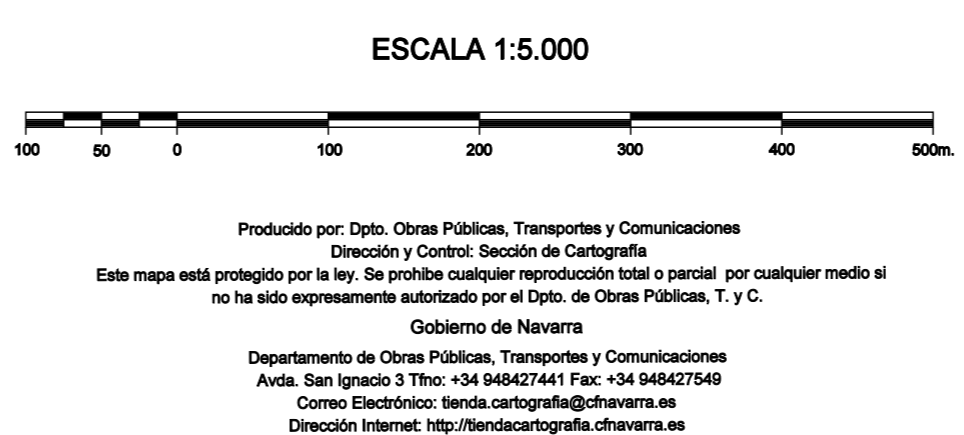 ESCALA 1:5.000
100 50 0 100 200 300 400 500m.
Producido por: Dpto. Obras Públicas, Transportes y Comunicaciones
Dirección y Control: Sección de Cartografía
Este mapa está protegido por la ley. Se prohibe cualquier reproducción total o parcial por cualquier medio si
no ha sido expresamente autorizado por el Dpto. de Obras Públicas, T. y C.
Gobierno de Navarra
Departamento de Obras Públicas, Transportes y Comunicaciones
Avda. San Ignacio 3 Tfno: +34 948427441 Fax: +34 948427549
Correo Electrónico: tienda.cartografia@cfnavarra.es
Dirección Internet: http://tiendacartografia.cfnavarra.es